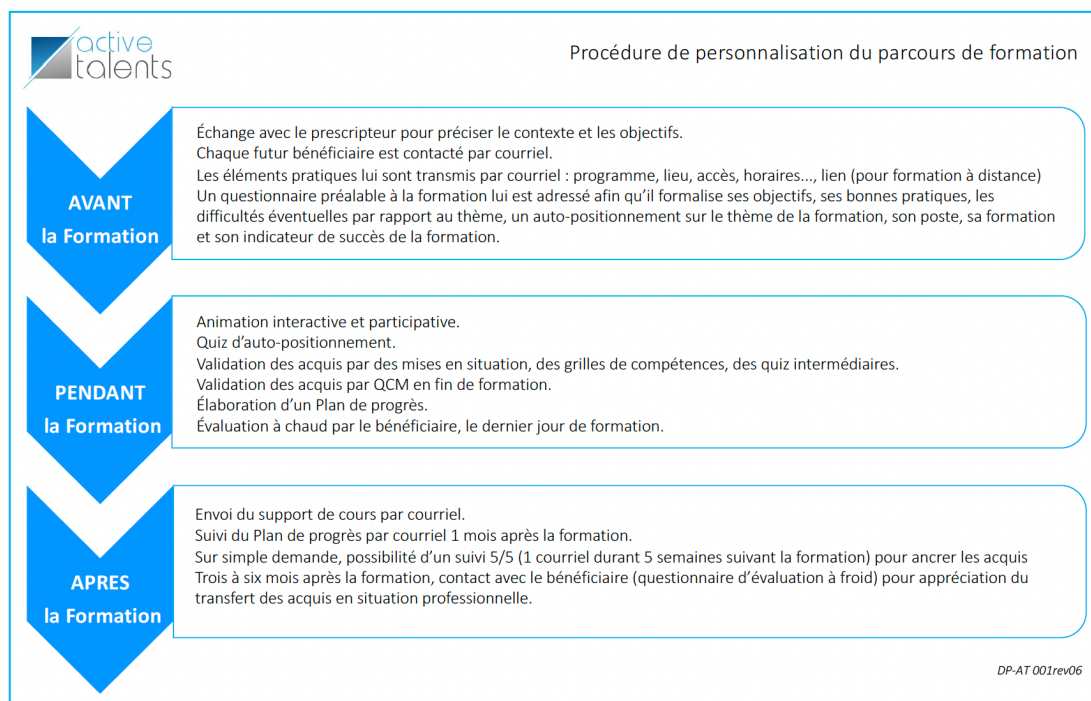 active
talents
Procédure de personnalisation du parcours de formation
AVANT
la Formation
Échange avec le prescripteur pour préciser le contexte et les objectifs.
Chaque futur bénéficiaire est contacté par courriel.
Les éléments pratiques lui sont transmis par courriel : programme, lieu, accès, horaires..., lien (pour formation à distance)
Un questionnaire préalable à la formation lui est adressé afin qu'il formalise ses objectifs, ses bonnes pratiques, les
difficultés éventuelles par rapport au thème, un auto-positionnement sur le thème de la formation, son poste, sa formation
et son indicateur de succès de la formation.
PENDANT
la Formation
Animation interactive et participative.
Quiz d'auto-positionnement.
Validation des acquis par des mises en situation, des grilles de compétences, des quiz intermédiaires.
Validation des acquis par QCM en fin de formation.
Élaboration d'un Plan de progrès.
Évaluation à chaud par le bénéficiaire, le dernier jour de formation.
APRES
la Formation
Envoi du support de cours par courriel.
Suivi du Plan de progrès par courriel 1 mois après la formation.
Sur simple demande, possibilité d'un suivi 5/5 (1 courriel durant 5 semaines suivant la formation) pour ancrer les acquis
Trois à six mois après la formation, contact avec le bénéficiaire (questionnaire d'évaluation à froid) pour appréciation du
transfert des acquis en situation professionnelle.
DP-AT 001rev06